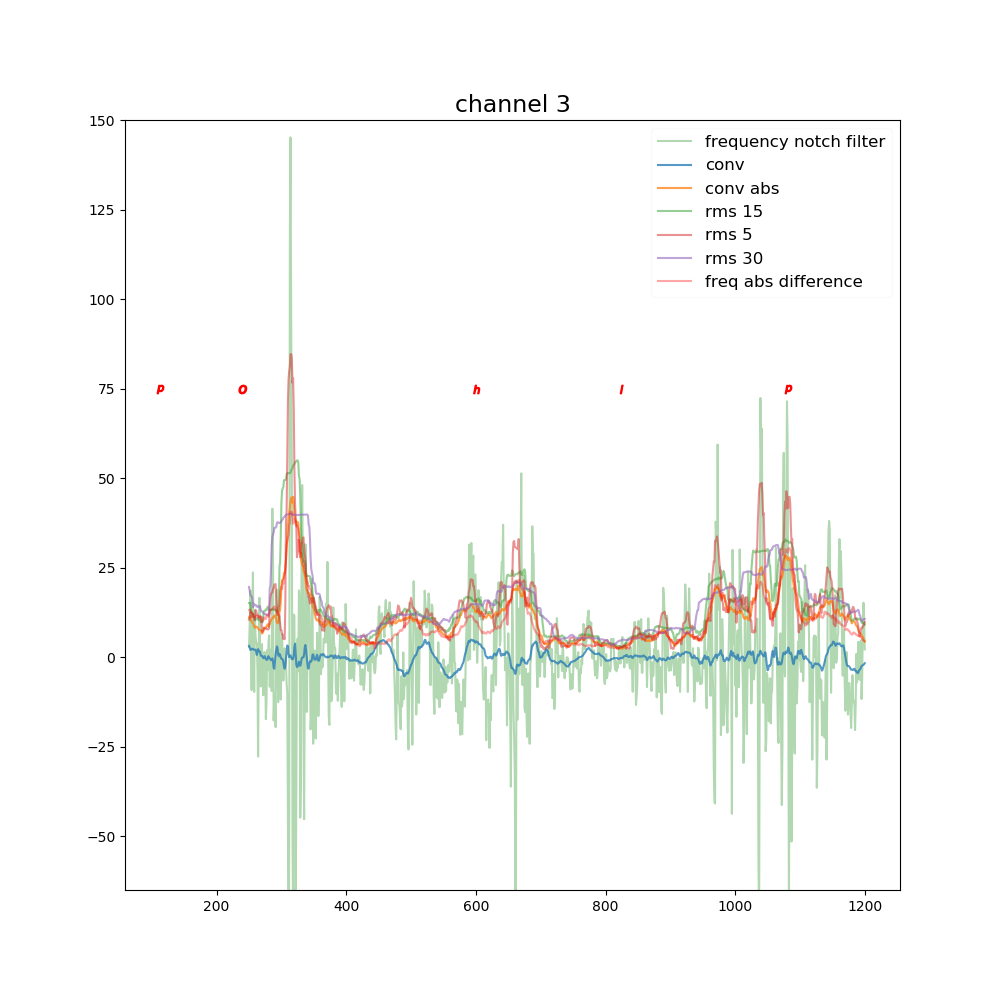 channel 3
150
frequency notch filter
conv
conv abs
rms 15
rms 5
rms 30
freq abs difference
125
100
75
p o h l p
50
25
0
−25
−50
200 400 600 800 1000 1200